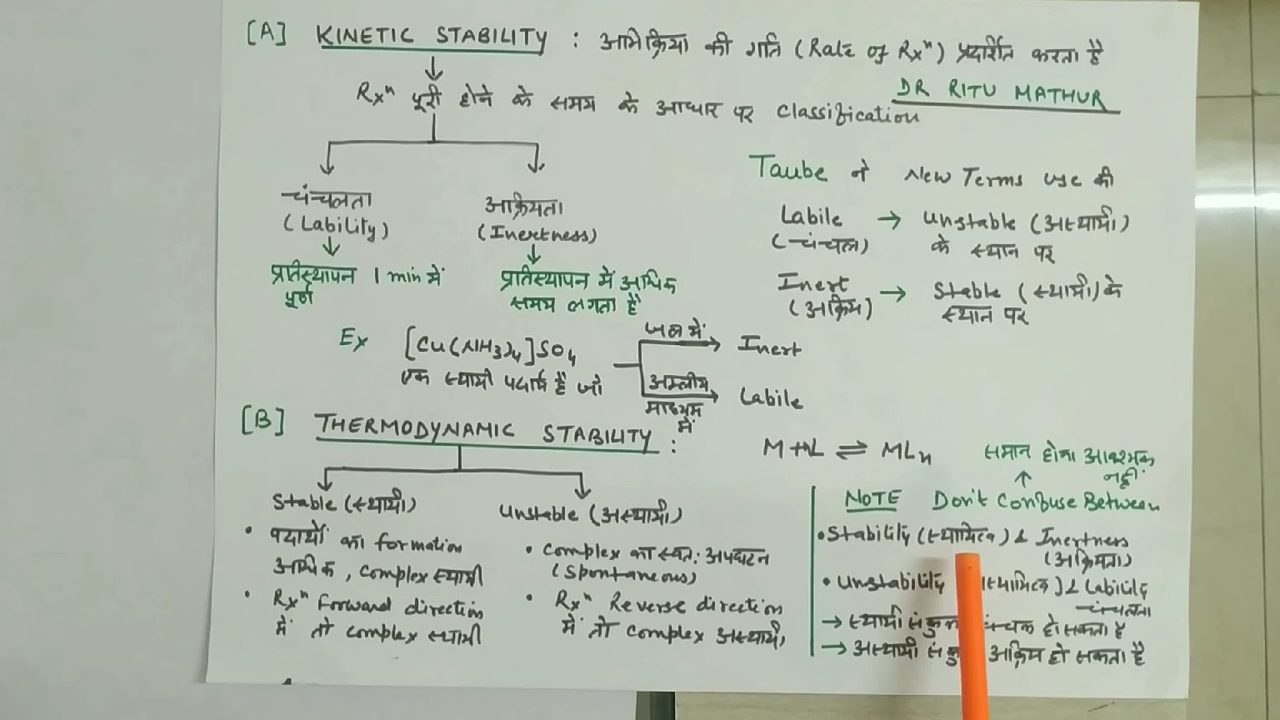 [A] KINETIC STABILITY : अभिक्रिया की गति (Rate of Rxⁿ) प्रदर्शित करता है
DR RITU MATHUR
Rxⁿ पूरी होने के समय के आधार पर Classification
चंचलता
(Lability)
प्रतिस्थापन 1 min में
पूर्ण
अक्रियता
(Inertness)
प्रतिस्थापन में अधिक
समय लगता है
Taube ने New Terms use की
Labile → Unstable (अस्थायी)
(चंचल) के स्थान पर
Inert → Stable (स्थायी) के
(अक्रिय) स्थान पर
Ex [Cu(NH₃)₄]SO₄
एक स्थायी पदार्थ है जो
जल में → Inert
अम्लीय माध्यम में → Labile
[B] THERMODYNAMIC STABILITY :
M+nL ⇌ MLn
Stable (स्थायी)
• पदार्थों का formation
अधिक, Complex स्थायी
• Rxⁿ forward direction
में तो complex स्थायी
Unstable (अस्थायी)
• Complex का स्वत: अपघटन
(Spontaneous)
• Rxⁿ Reverse direction
में तो complex अस्थायी
समान होना आवश्यक
नहीं
NOTE Don't Confuse Between
• Stability (स्थायित्व) & Inertness
(अक्रियता)
• Unstability & Lability
चंचलता
→ स्थायी चंचल हो सकता है
→ अस्थायी अक्रिय हो सकता है